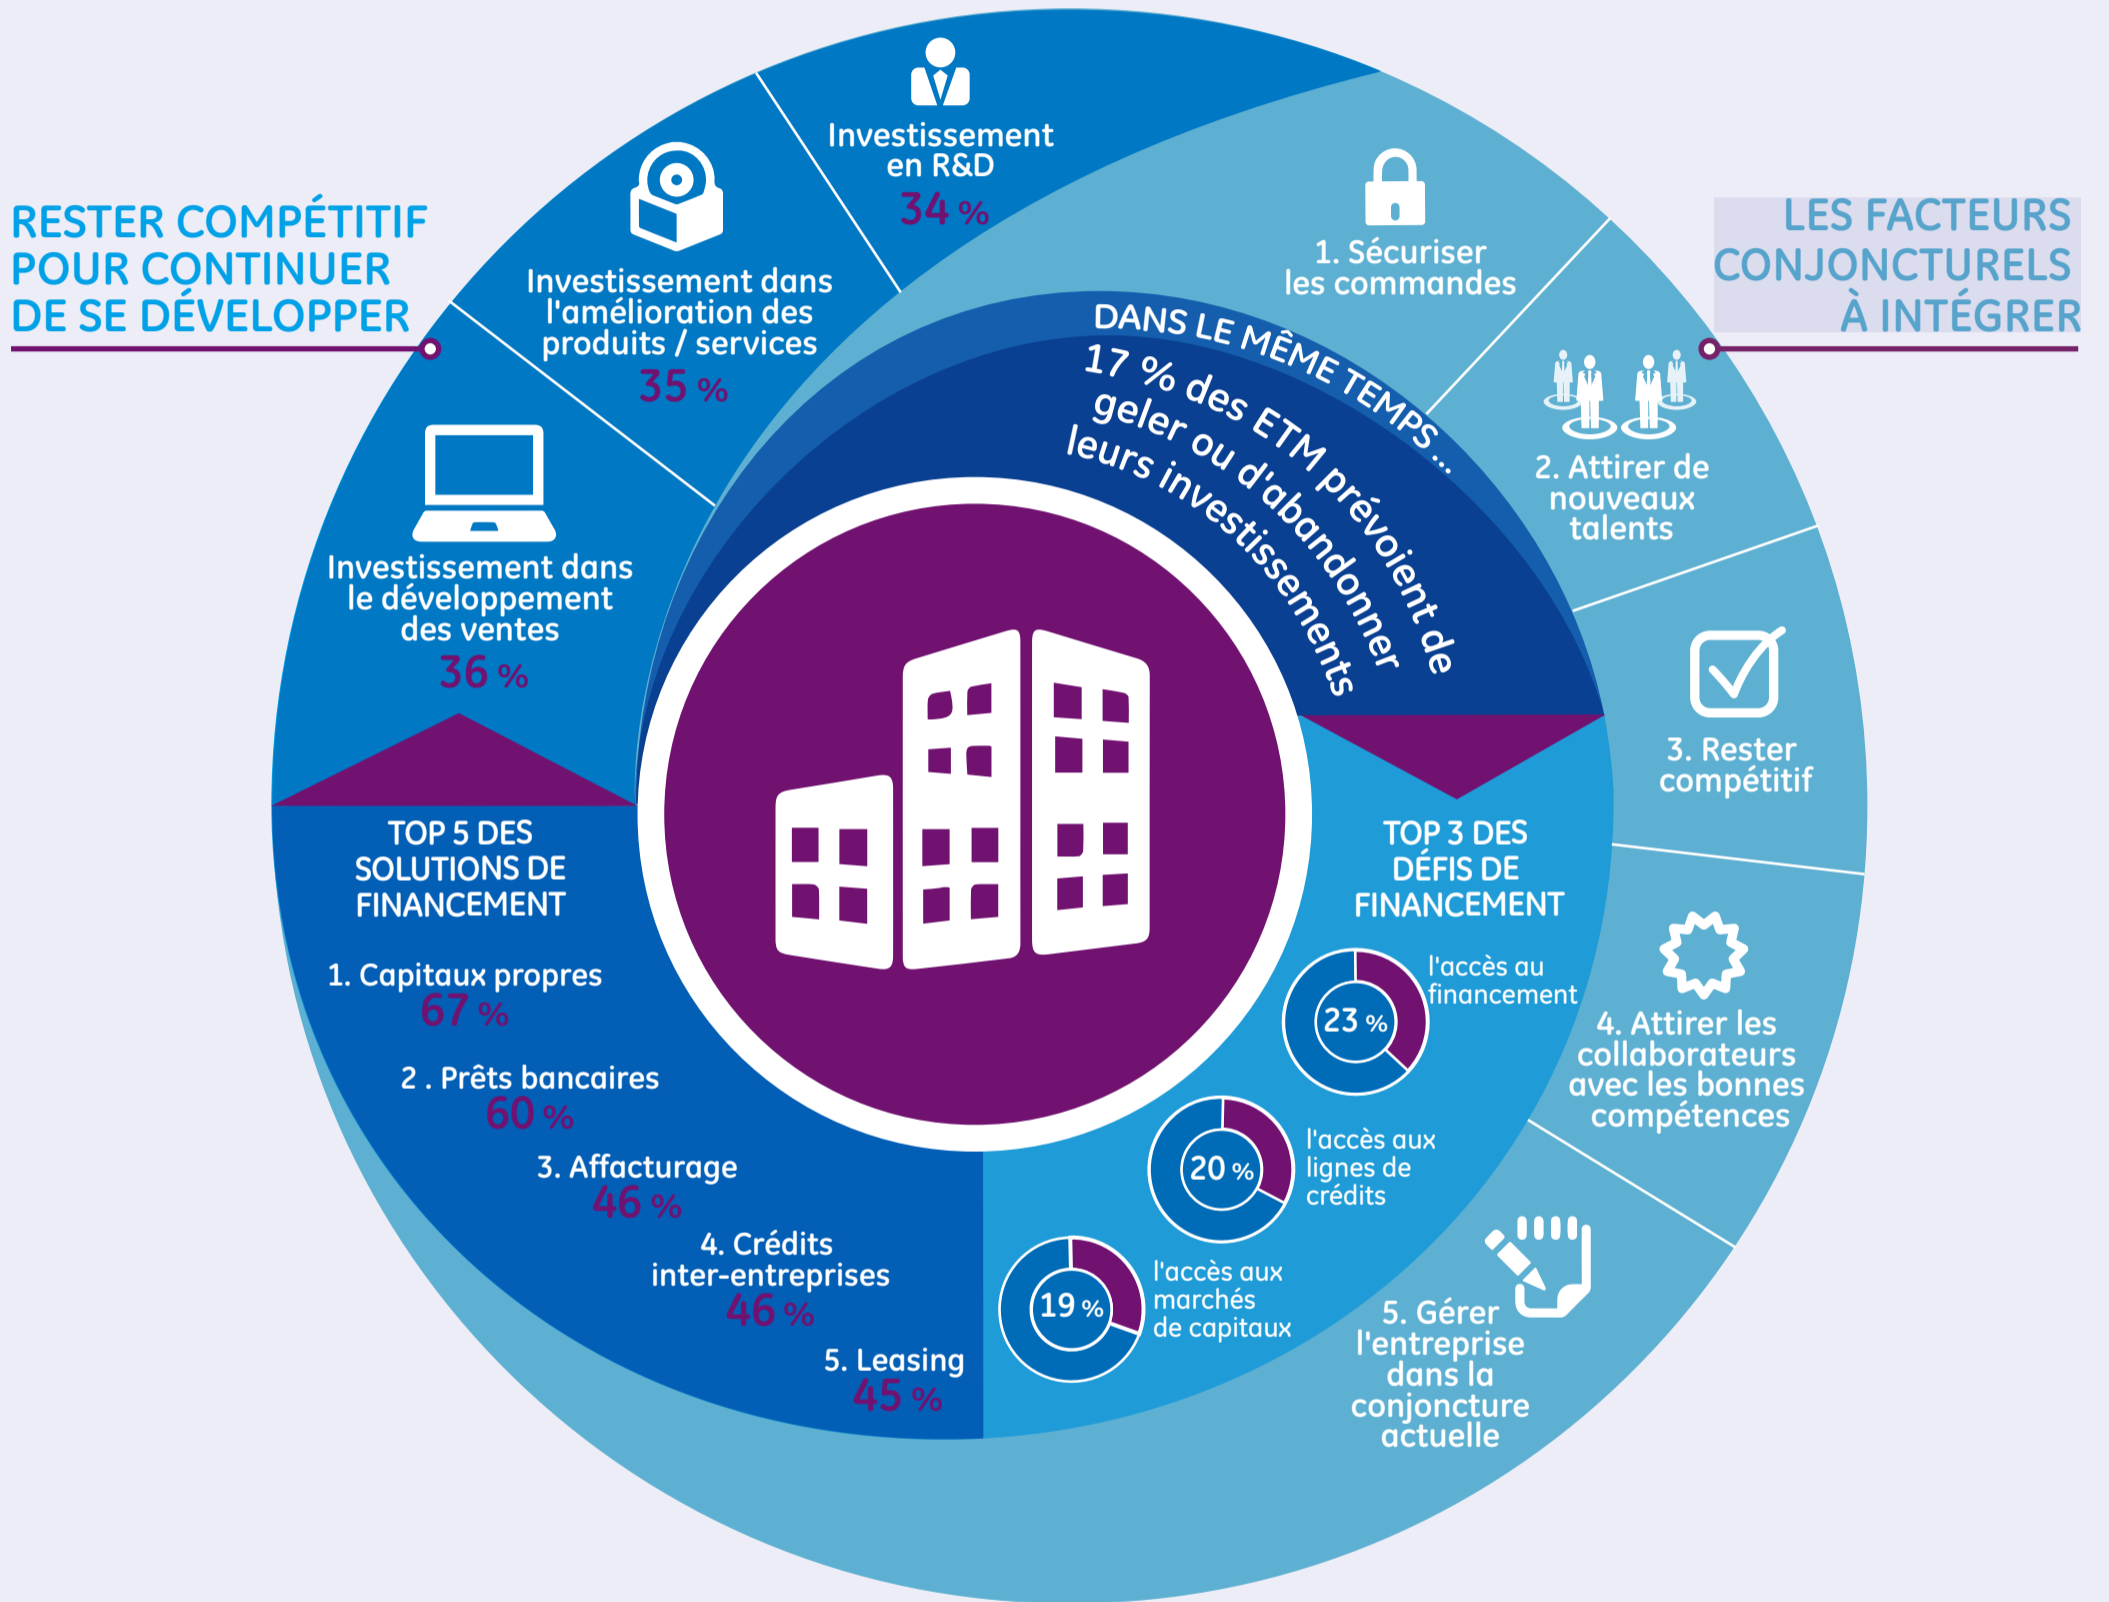 RESTER COMPÉTITIF
POUR CONTINUER
DE SE DÉVELOPPER
Investissement
en R&D
34 %
Investissement dans
l'amélioration des
produits / services
35 %
Investissement dans
le développement
des ventes
36 %
LES FACTEURS
CONJONCTURELS
À INTÉGRER
1. Sécuriser
les commandes
2. Attirer de
nouveaux
talents
3. Rester
compétitif
4. Attirer les
collaborateurs
avec les bonnes
compétences
5. Gérer
l'entreprise
dans la
conjoncture
actuelle
DANS LE MÊME TEMPS...
17 % des ETM prévoient de
geler ou d'abandonner
leurs investissements
TOP 5 DES
SOLUTIONS DE
FINANCEMENT
1. Capitaux propres
67 %
2 . Prêts bancaires
60 %
3. Affacturage
46 %
4. Crédits
inter-entreprises
46 %
5. Leasing
45 %
TOP 3 DES
DÉFIS DE
FINANCEMENT
23 %
l'accès au
financement
20 %
l'accès aux
lignes de
crédits
19 %
l'accès aux
marchés
de capitaux